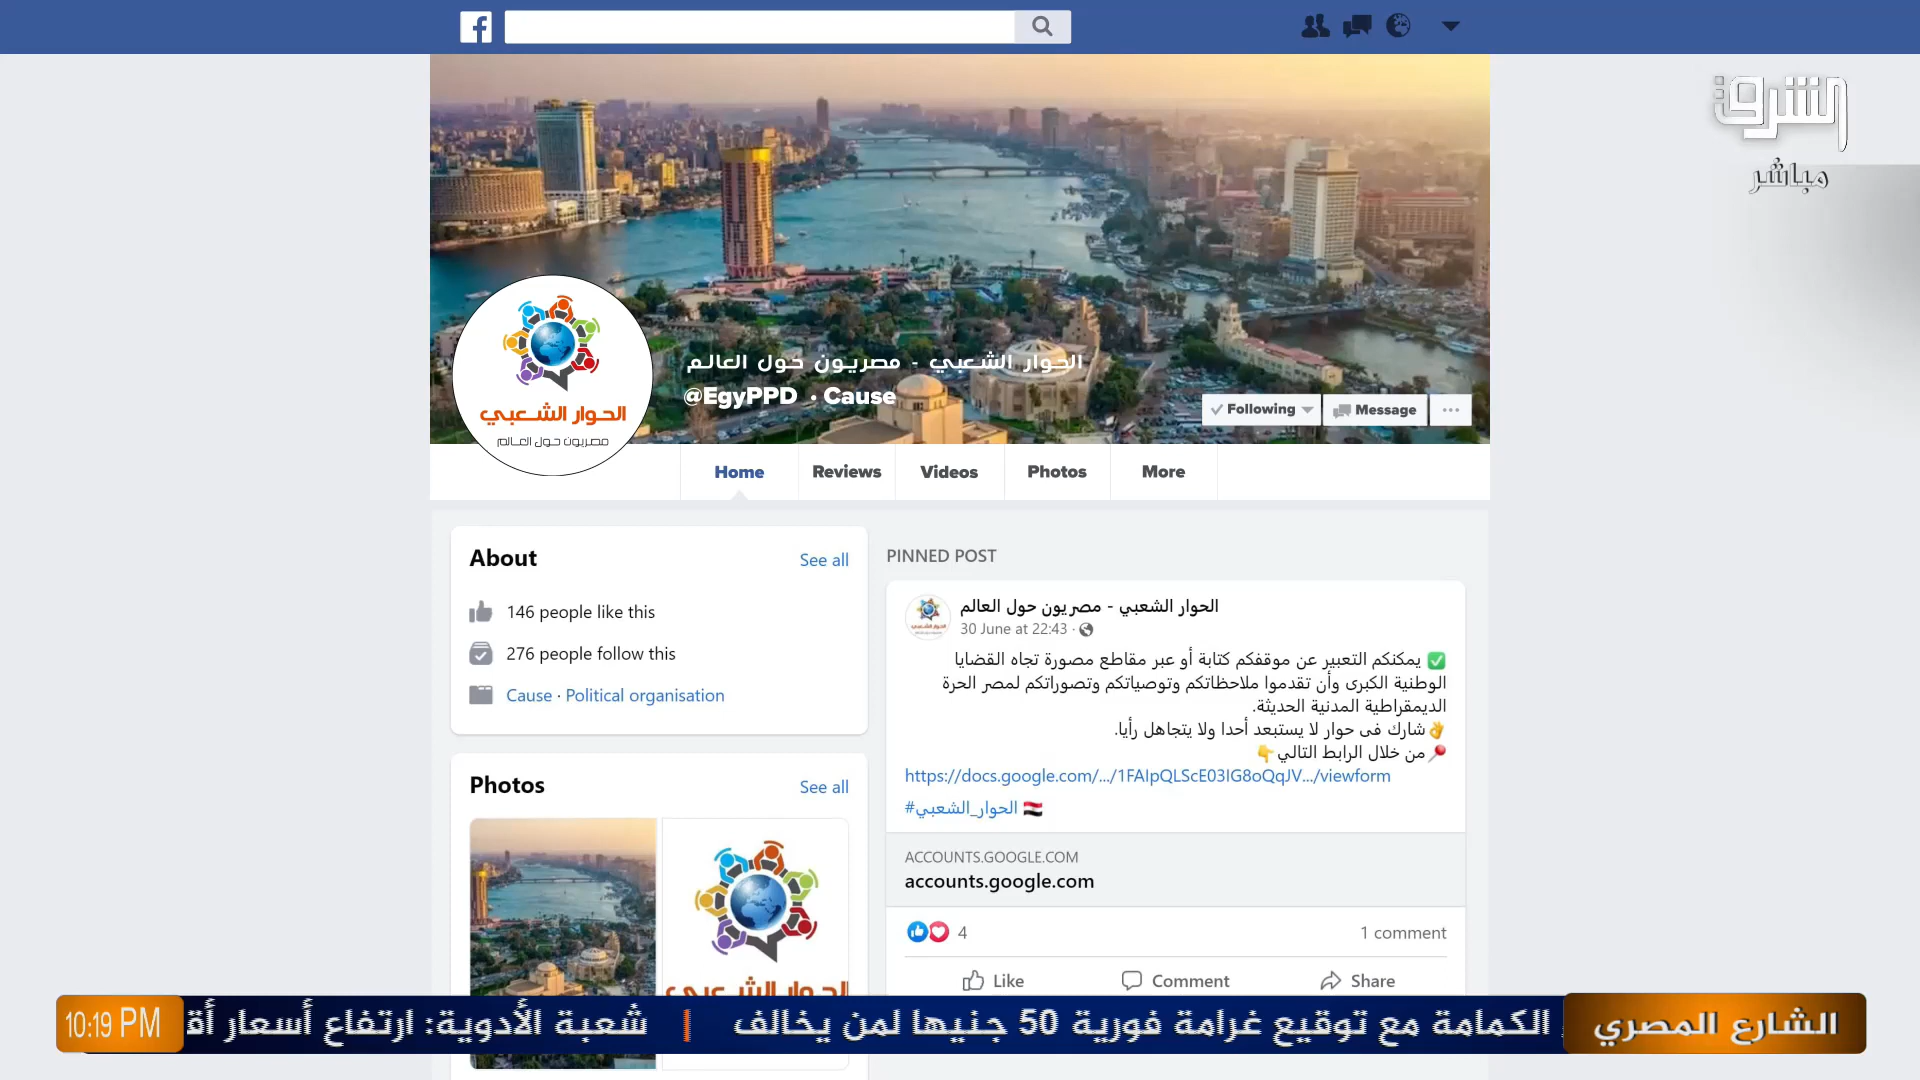 الشرق
مباشر
الحوار الشعبي - مصريون حول العالم
@EgyPPD · Cause
الحوار الشعبي
مصريون حول العالم
Following
Message
Home
Reviews
Videos
Photos
More
About
See all
146 people like this
276 people follow this
Cause · Political organisation
Photos
See all
PINNED POST
الحوار الشعبي - مصريون حول العالم
30 June at 22:43 ·
✅ يمكنكم التعبير عن موقفكم كتابة أو عبر مقاطع مصورة تجاه القضايا
الوطنية الكبرى وأن تقدموا ملاحظاتكم وتوصياتكم وتصوراتكم لمصر الحرة
الديمقراطية المدنية الحديثة.
👌شارك فى حوار لا يستبعد أحدا ولا يتجاهل رأيا.
📍من خلال الرابط التالي👇
https://docs.google.com/.../1FAIpQLScE03IG8oQqJV.../viewform
#الحوار_الشعبي 🇪🇬
ACCOUNTS.GOOGLE.COM
accounts.google.com
4
1 comment
Like
Comment
Share
الشارع المصري
الكمامة مع توقيع غرامة فورية 50 جنيها لمن يخالف | شعبة الأدوية: ارتفاع أسعار
10:19 PM